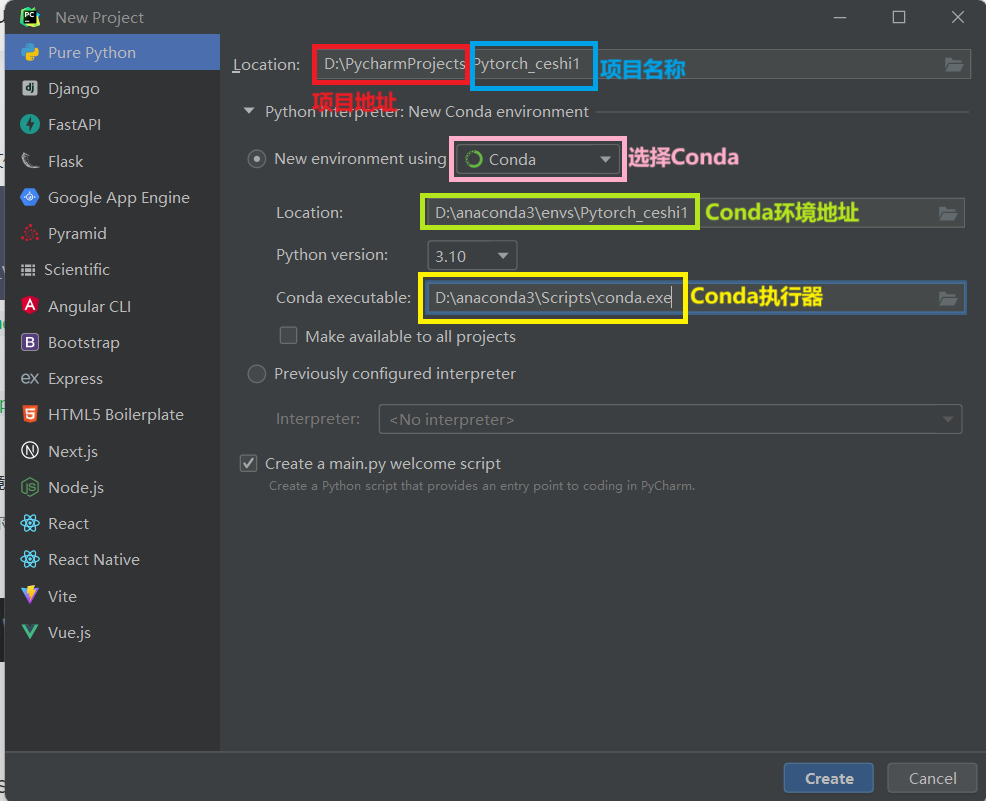 New Project
Pure Python
Django
FastAPI
Flask
Google App Engine
Pyramid
Scientific
Angular CLI
Bootstrap
Express
HTML5 Boilerplate
Next.js
Node.js
React
React Native
Vite
Vue.js
Location: D:\PycharmProjects Pytorch_ceshi1 项目名称
项目地址
Python Interpreter: New Conda environment
New environment using Conda 选择Conda
Location: D:\anaconda3\envs\Pytorch_ceshi1 Conda环境地址
Python version: 3.10
Conda executable: D:\anaconda3\Scripts\conda.exe Conda执行器
Make available to all projects
Previously configured interpreter
Interpreter: <No interpreter>
Create a main.py welcome script
Create a Python script that provides an entry point to coding in PyCharm.
Create Cancel